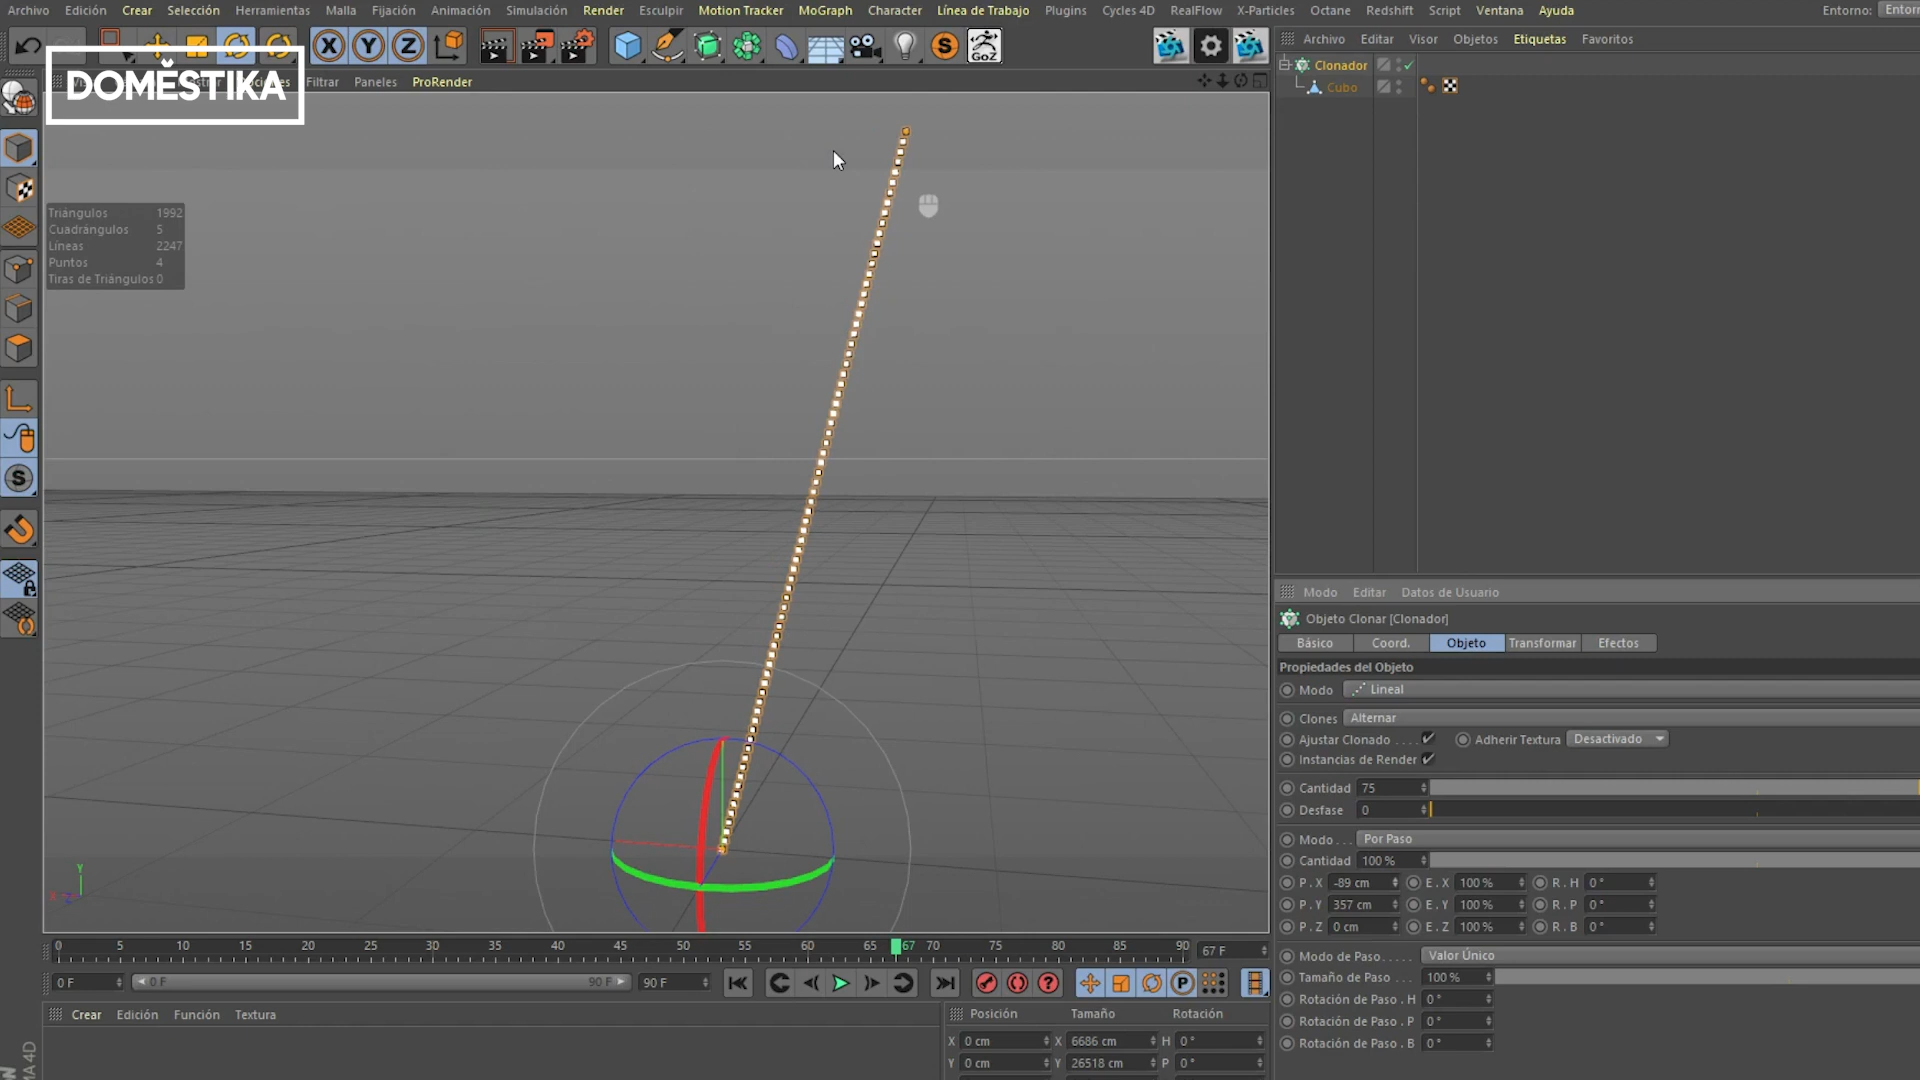 Archivo Edición Crear Selección Herramientas Malla Fijación Animación Simulación Render Esculpir Motion Tracker MoGraph Character Línea de Trabajo Plugins Cycles 4D RealFlow X-Particles Octane Redshift Script Ventana Ayuda Entorno:
X Y Z S GoZ
Archivo Editar Visor Objetos Etiquetas Favoritos
DOMESTIKA
Filtrar Paneles ProRender
Clonador
Cubo
Triángulos 1992
Cuadrángulos 5
Líneas 2247
Puntos 4
Tiras de Triángulos 0
S
Modo Editar Datos de Usuario
Objeto Clonar [Clonador]
Básico Coord. Objeto Transformar Efectos
Propiedades del Objeto
Modo Lineal
Clones Alternar
Ajustar Clonado . . . . Adherir Textura Desactivado
Instancias de Render
Cantidad 75
Desfase 0
Modo . . . Por Paso
Cantidad 100 %
P . X -89 cm E . X 100 % R . H 0 °
P . Y 357 cm E . Y 100 % R . P 0 °
P . Z 0 cm E . Z 100 % R . B 0 °
Modo de Paso. . . . . Valor Único
Tamaño de Paso . . . 100 %
Rotación de Paso . H 0 °
Rotación de Paso . P 0 °
Rotación de Paso . B 0 °
Y
X Z
0 5 10 15 20 25 30 35 40 45 50 55 60 65 67 70 75 80 85 90 67 F
0 F 0 F 90 F 90 F ? P
Crear Edición Función Textura
Posición Tamaño Rotación
X 0 cm X 6686 cm H 0 °
Y 0 cm Y 26518 cm P 0 °